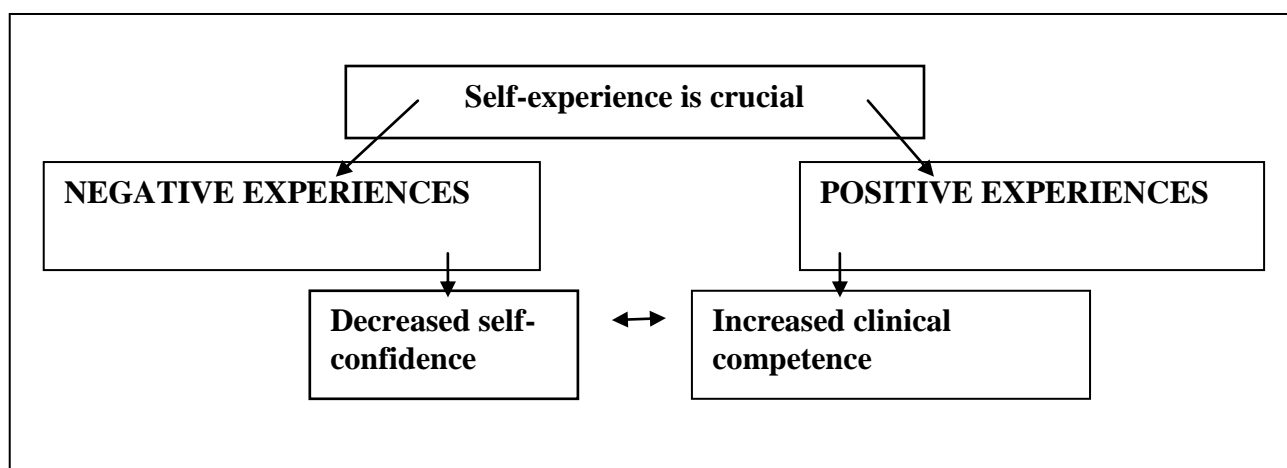 Self-experience is crucial
NEGATIVE EXPERIENCES
POSITIVE EXPERIENCES
Decreased self-
confidence
Increased clinical
competence